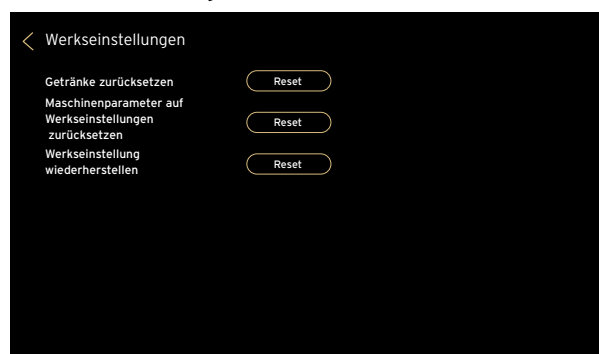 Werkseinstellungen
Getränke zurücksetzen
Reset
Maschinenparameter auf
Werkseinstellungen
zurücksetzen
Reset
Werkseinstellung
wiederherstellen
Reset